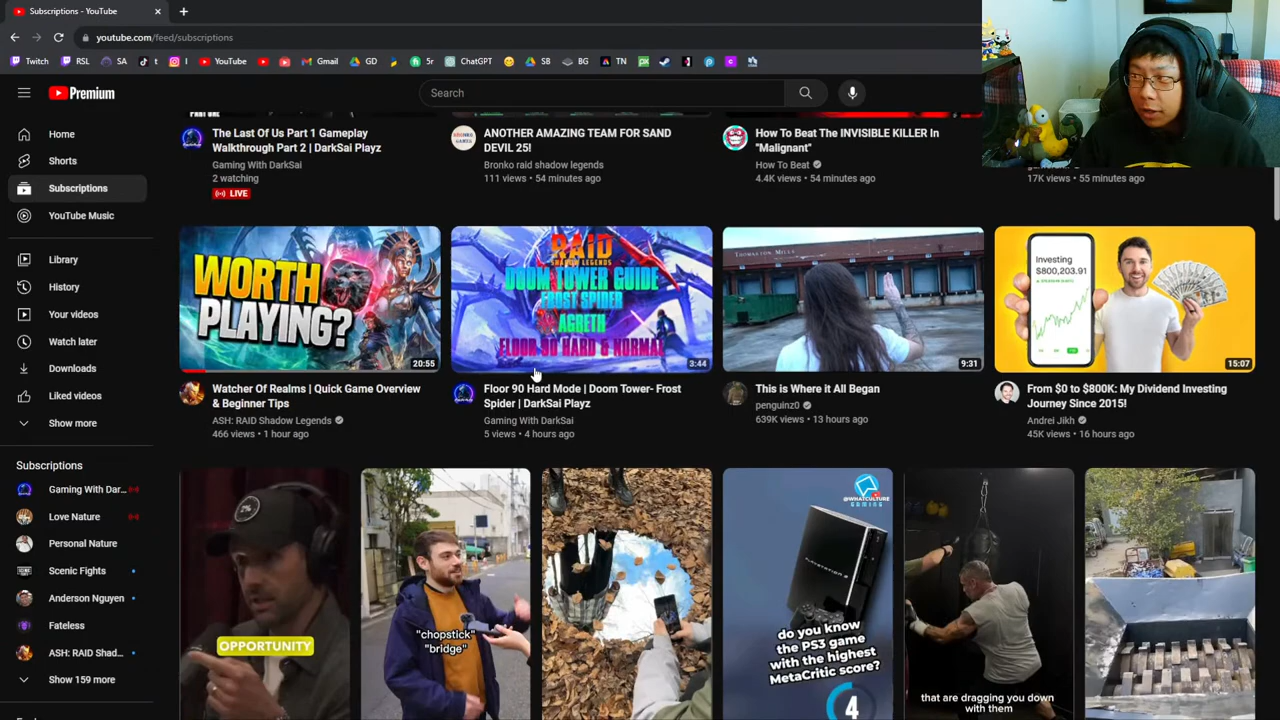 Subscriptions - YouTube
youtube.com/feed/subscriptions
Twitch RSL SA t I YouTube Gmail GD 5r ChatGPT SB BG TN
Premium
Search
Home
Shorts
Subscriptions
YouTube Music
Library
History
Your videos
Watch later
Downloads
Liked videos
Show more
Subscriptions
Gaming With Dar...
Love Nature
Personal Nature
Scenic Fights
Anderson Nguyen
Fateless
ASH: RAID Shad...
Show 159 more
The Last Of Us Part 1 Gameplay
Walkthrough Part 2 | DarkSai Playz
Gaming With DarkSai
2 watching
LIVE
ANOTHER AMAZING TEAM FOR SAND
DEVIL 25!
Bronko raid shadow legends
111 views • 54 minutes ago
How To Beat The INVISIBLE KILLER In
"Malignant"
How To Beat
4.4K views • 54 minutes ago
17K views • 55 minutes ago
WORTH
PLAYING?
20:55
Watcher Of Realms | Quick Game Overview
& Beginner Tips
ASH: RAID Shadow Legends
466 views • 1 hour ago
RAID
SHADOW LEGENDS
DOOM TOWER GUIDE
FROST SPIDER
AGRETH
FLOOR 90 HARD & NORMAL
3:44
Floor 90 Hard Mode | Doom Tower- Frost
Spider | DarkSai Playz
Gaming With DarkSai
5 views • 4 hours ago
9:31
This is Where it All Began
penguinz0
639K views • 13 hours ago
Investing
$800,203.91
15:07
From $0 to $800K: My Dividend Investing
Journey Since 2015!
Andrei Jikh
45K views • 16 hours ago
OPPORTUNITY
"chopstick"
"bridge"
@WHATCULTURE
GAMING
do you know
the PS3 game
with the highest
MetaCritic score?
4
that are dragging you down
with them